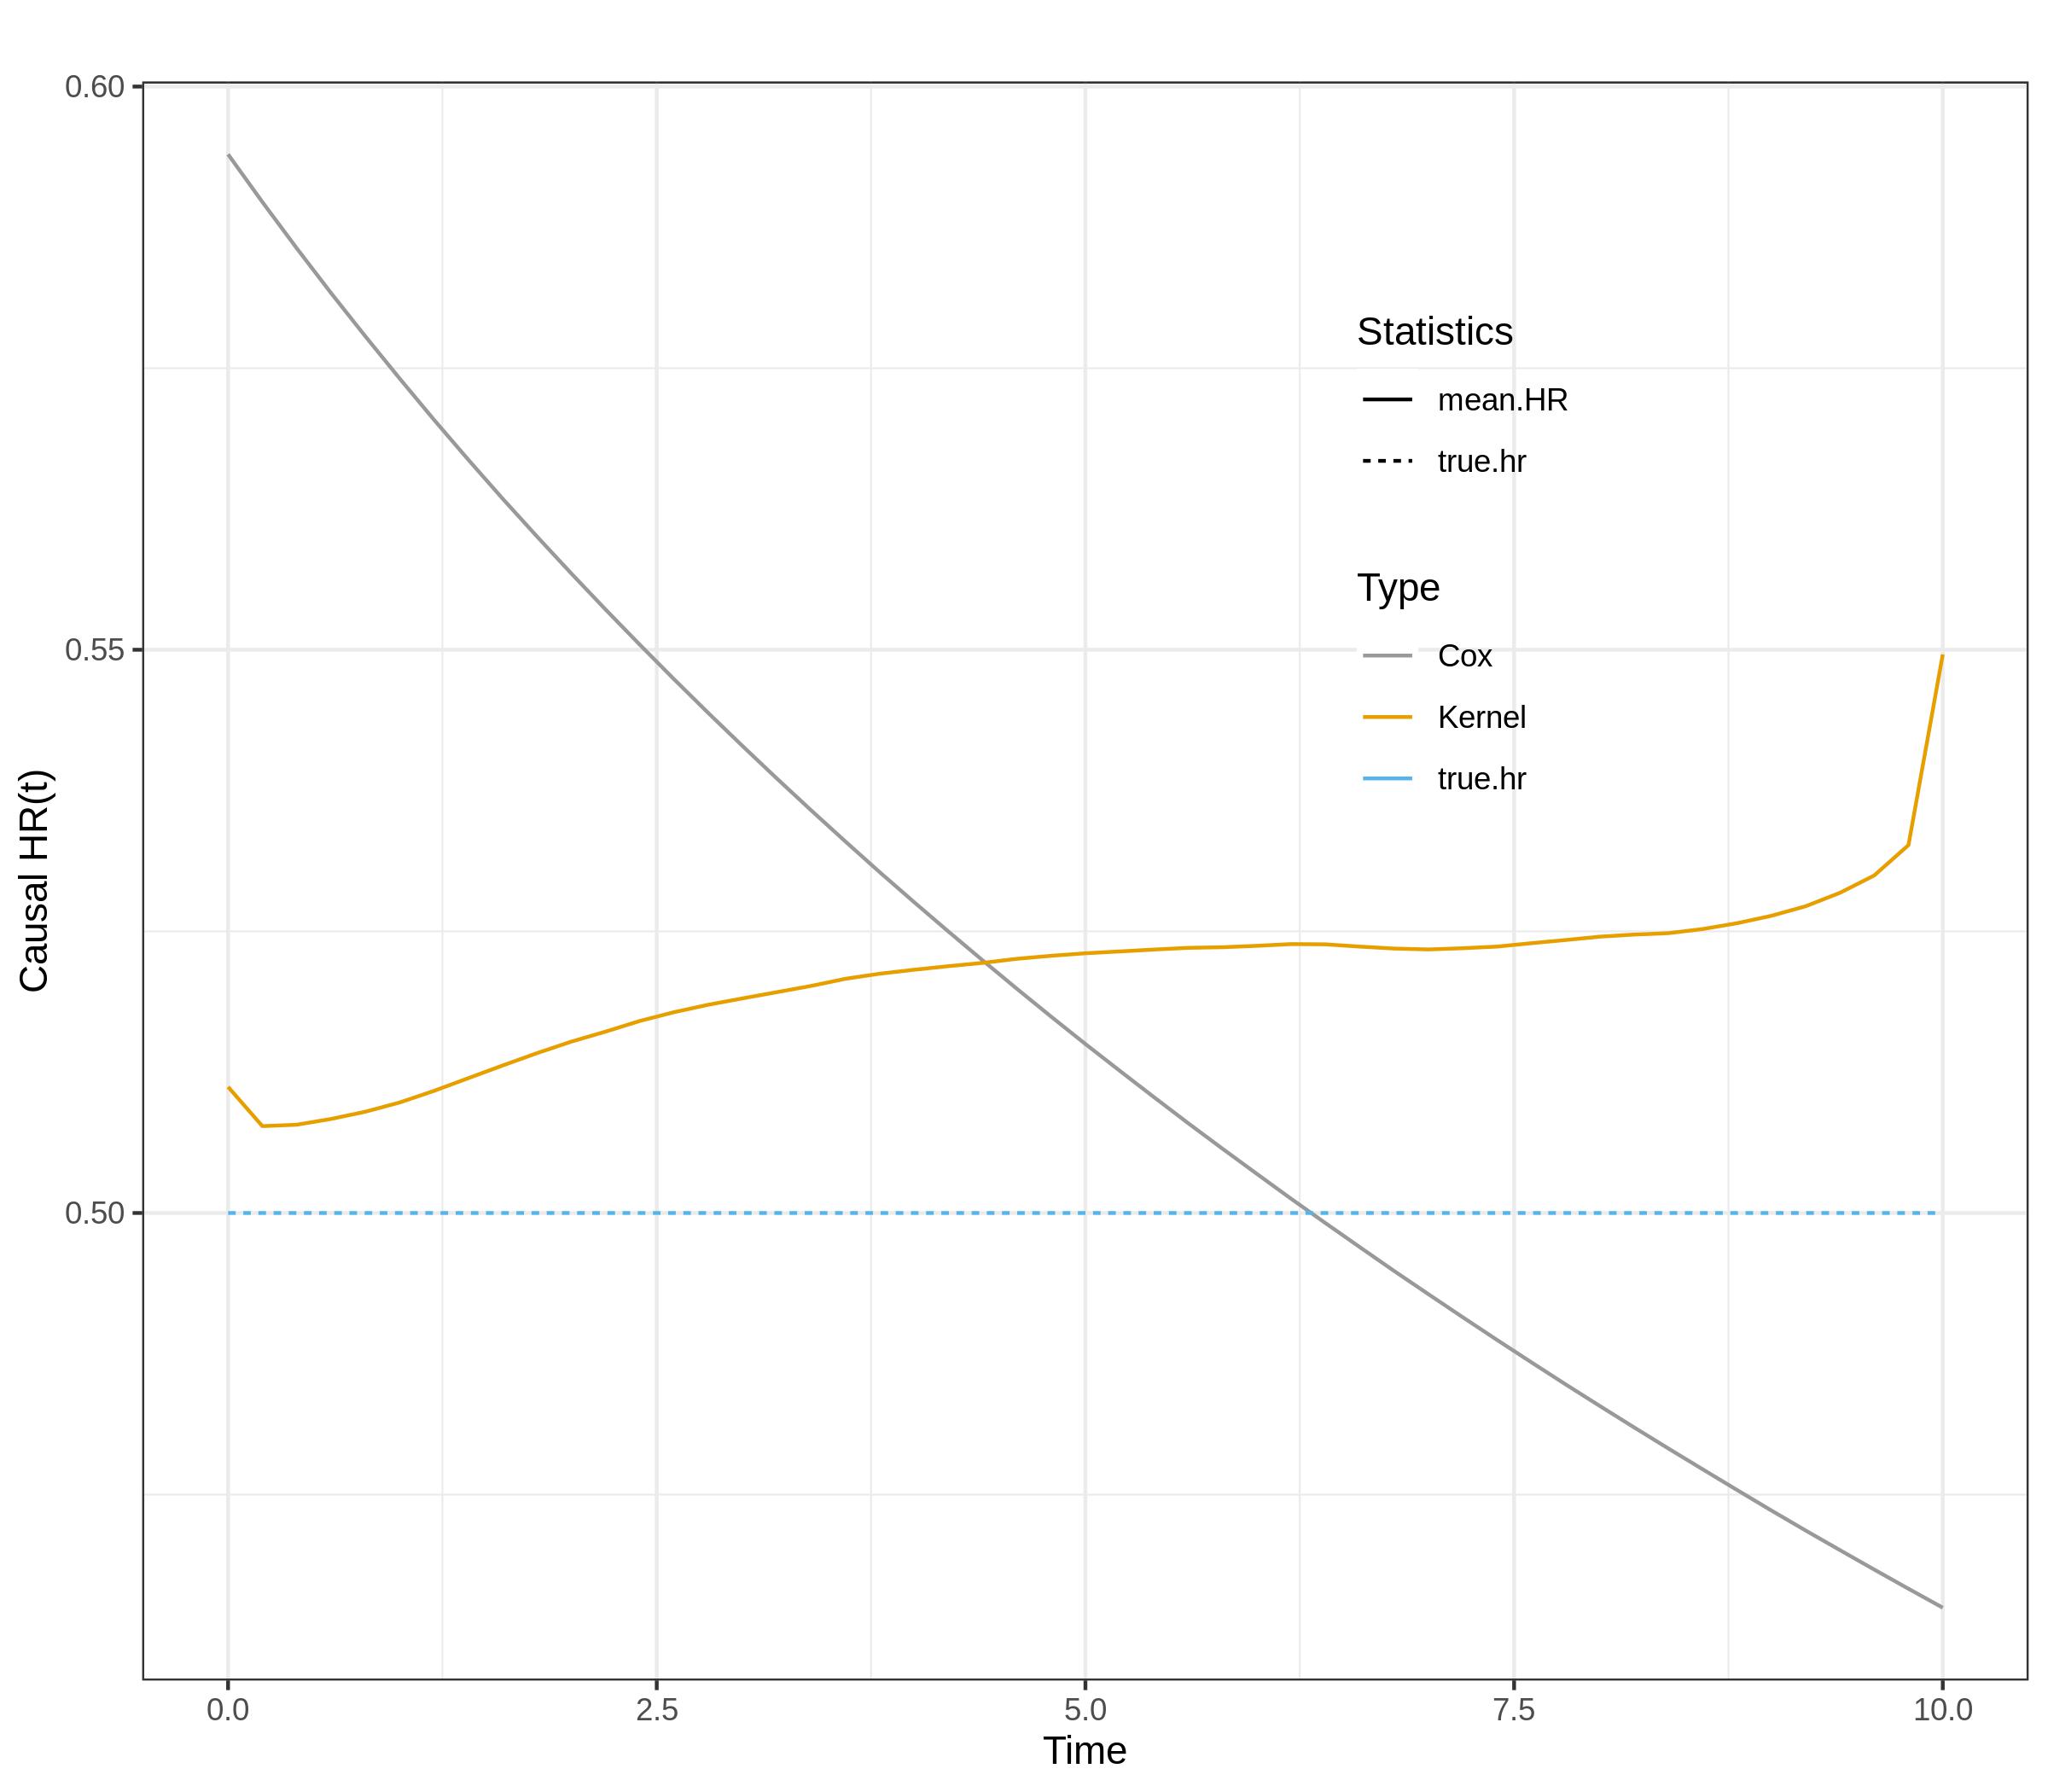 0.60
0.55
0.50
Causal HR(t)
Statistics
mean.HR
true.hr
Type
Cox
Kernel
true.hr
0.0
2.5
5.0
7.5
10.0
Time